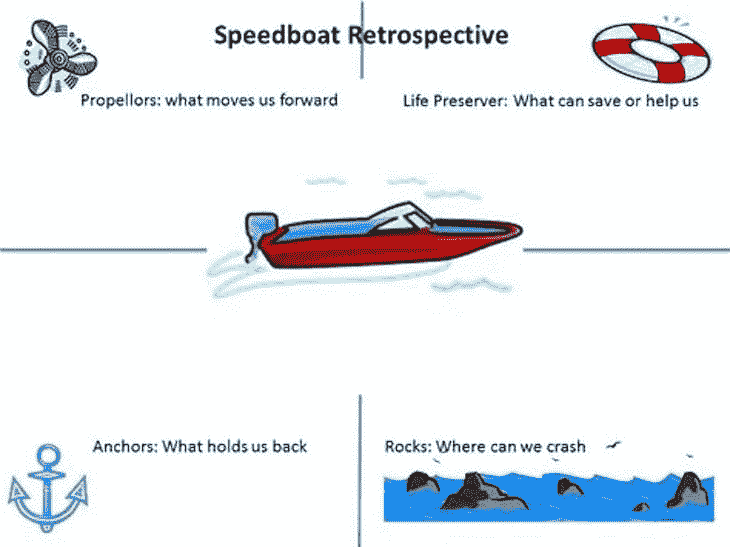 Speedboat Retrospective
Propellors: what moves us forward
Life Preserver: What can save or help us
Anchors: What holds us back
Rocks: Where can we crash